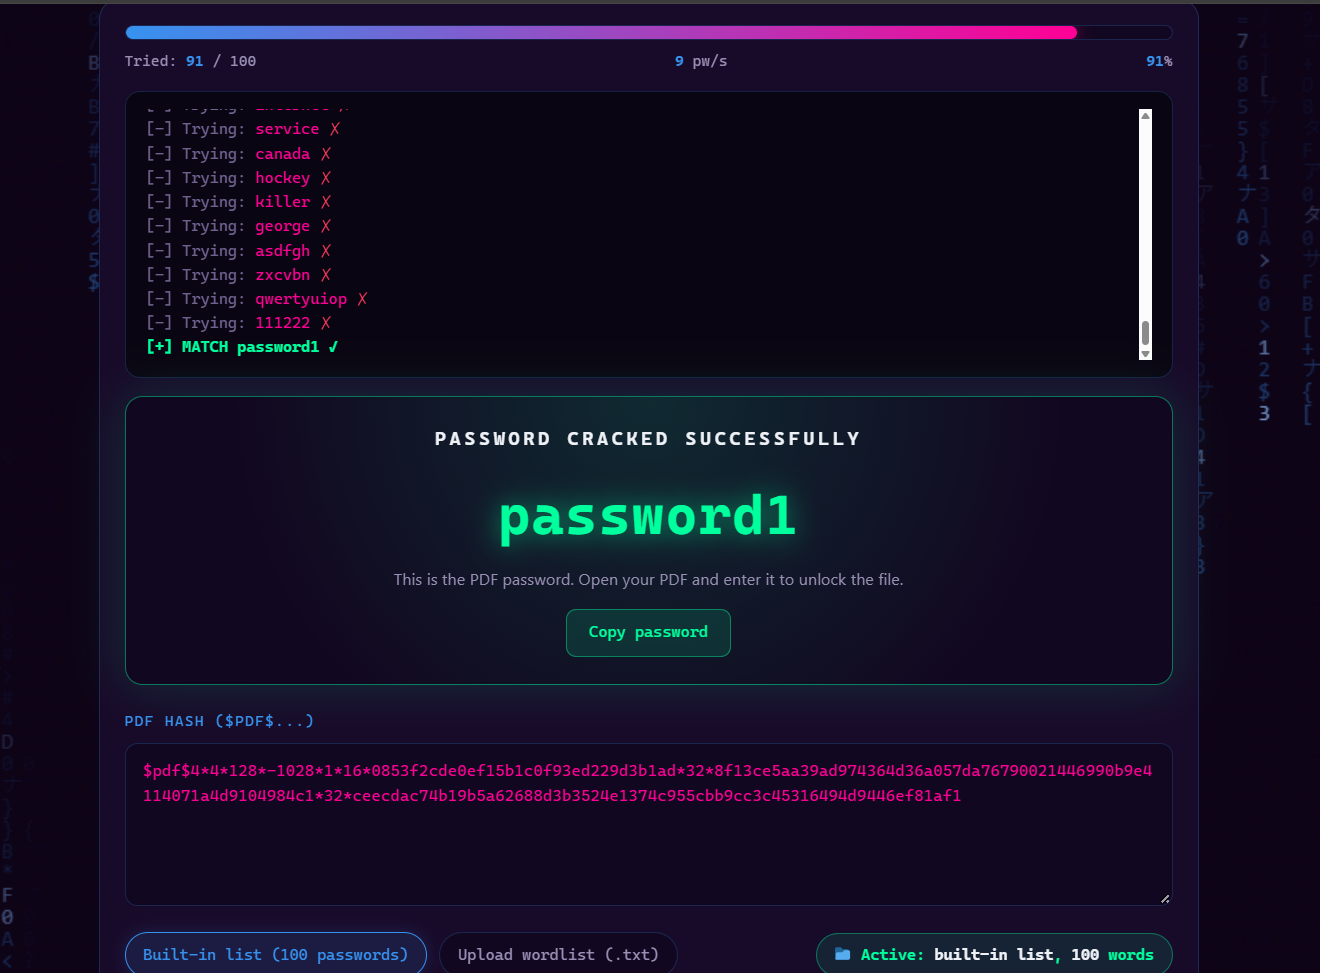 Tried: 91 / 100
9 pw/s
91%
[-] Trying: service ✗
[-] Trying: canada ✗
[-] Trying: hockey ✗
[-] Trying: killer ✗
[-] Trying: george ✗
[-] Trying: asdfgh ✗
[-] Trying: zxcvbn ✗
[-] Trying: qwertyuiop ✗
[-] Trying: 111222 ✗
[+] MATCH password1 ✓
PASSWORD CRACKED SUCCESSFULLY
password1
This is the PDF password. Open your PDF and enter it to unlock the file.
Copy password
PDF HASH ($PDF$...)
$pdf$4*4*128*-1028*1*16*0853f2cde0ef15b1c0f93ed229d3b1ad*32*8f13ce5aa39ad974364d36a057da76790021446990b9e4
114071a4d9104984c1*32*ceecdac74b19b5a62688d3b3524e1374c955cbb9cc3c45316494d9446ef81af1
Built-in list (100 passwords)
Upload wordlist (.txt)
Active: built-in list, 100 words